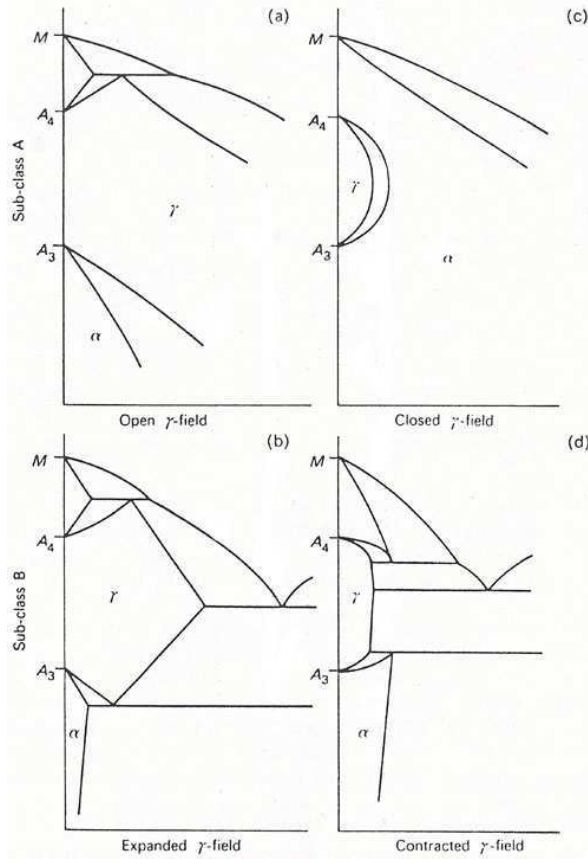 (a)
M
A4
Sub-class A
γ
A3
α
Open γ-field
(c)
M
A4
γ
A3
α
Closed γ-field
(b)
M
A4
Sub-class B
γ
A3
α
Expanded γ-field
(d)
M
A4
γ
A3
α
Contracted γ-field